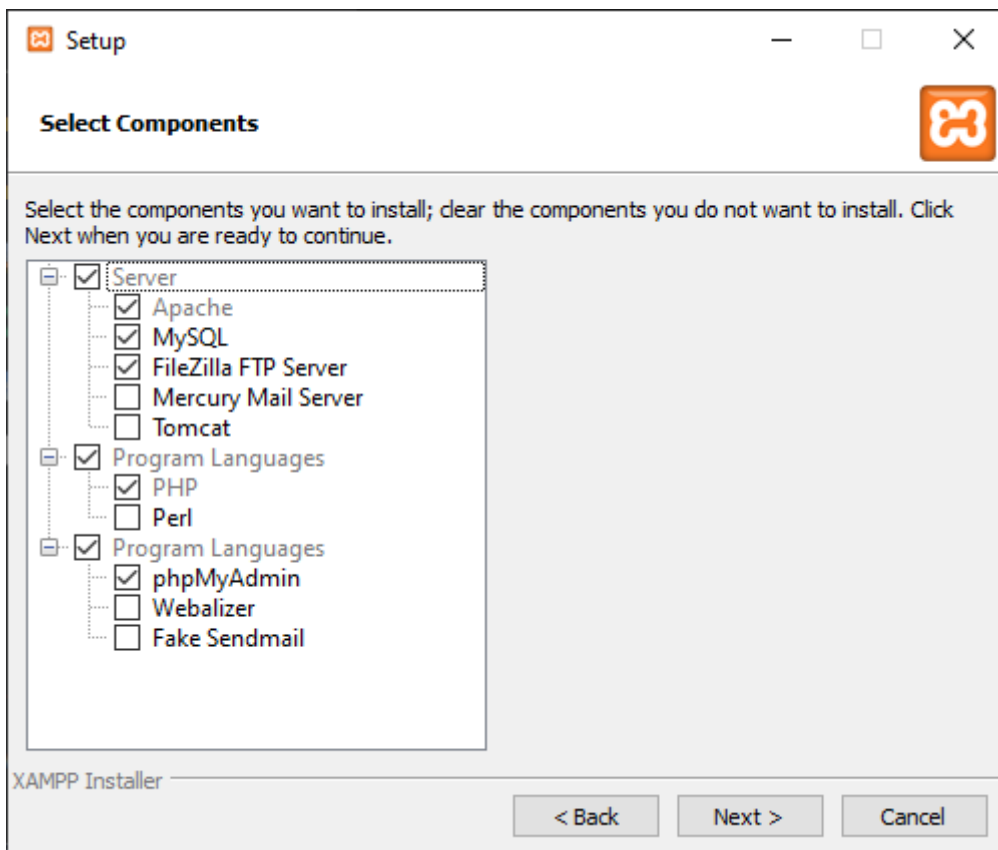 Setup
Select Components
Select the components you want to install; clear the components you do not want to install. Click
Next when you are ready to continue.
Server
Apache
MySQL
FileZilla FTP Server
Mercury Mail Server
Tomcat
Program Languages
PHP
Perl
Program Languages
phpMyAdmin
Webalizer
Fake Sendmail
XAMPP Installer
< Back Next > Cancel